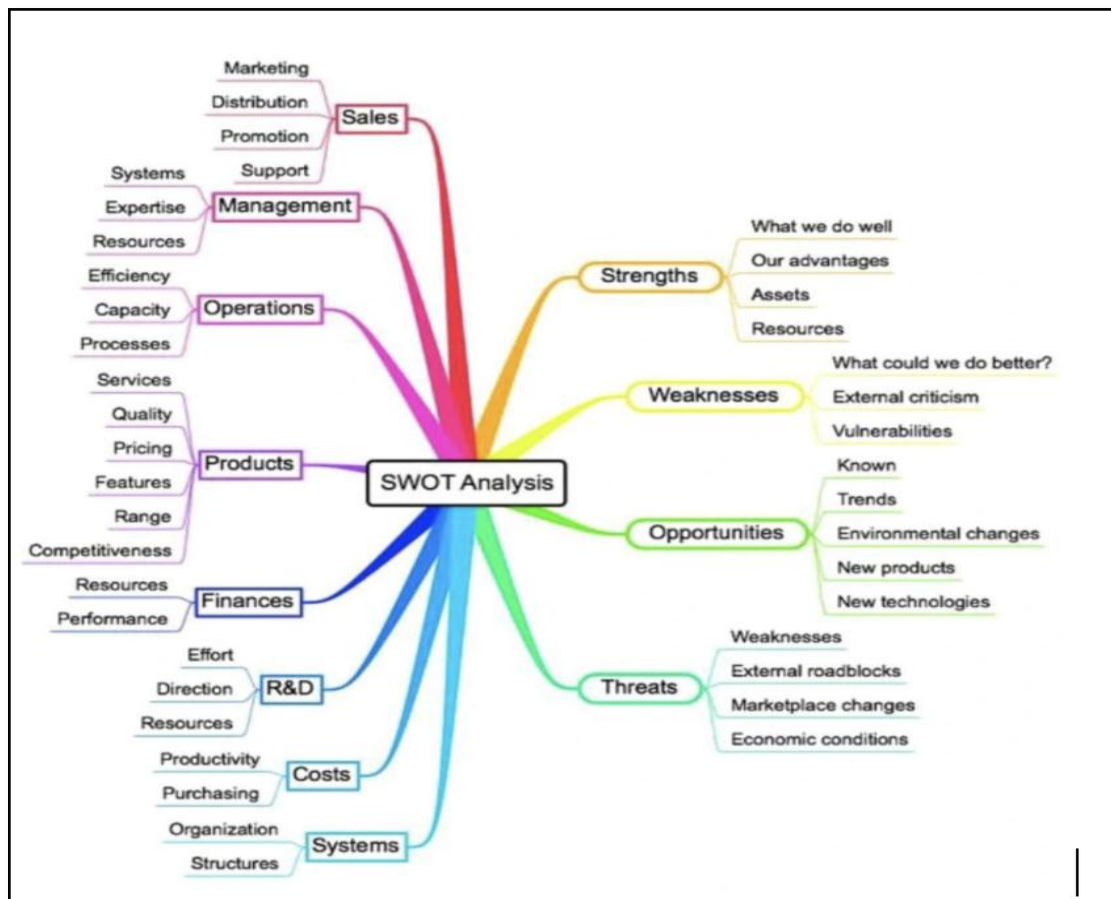 Marketing
Distribution
Promotion
Support
Sales
Systems
Expertise
Resources
Management
Efficiency
Capacity
Processes
Operations
Services
Quality
Pricing
Features
Range
Competitiveness
Products
Resources
Performance
Finances
Effort
Direction
Resources
R&D
Productivity
Purchasing
Costs
Organization
Structures
Systems
SWOT Analysis
Strengths
What we do well
Our advantages
Assets
Resources
Weaknesses
What could we do better?
External criticism
Vulnerabilities
Opportunities
Known
Trends
Environmental changes
New products
New technologies
Threats
Weaknesses
External roadblocks
Marketplace changes
Economic conditions